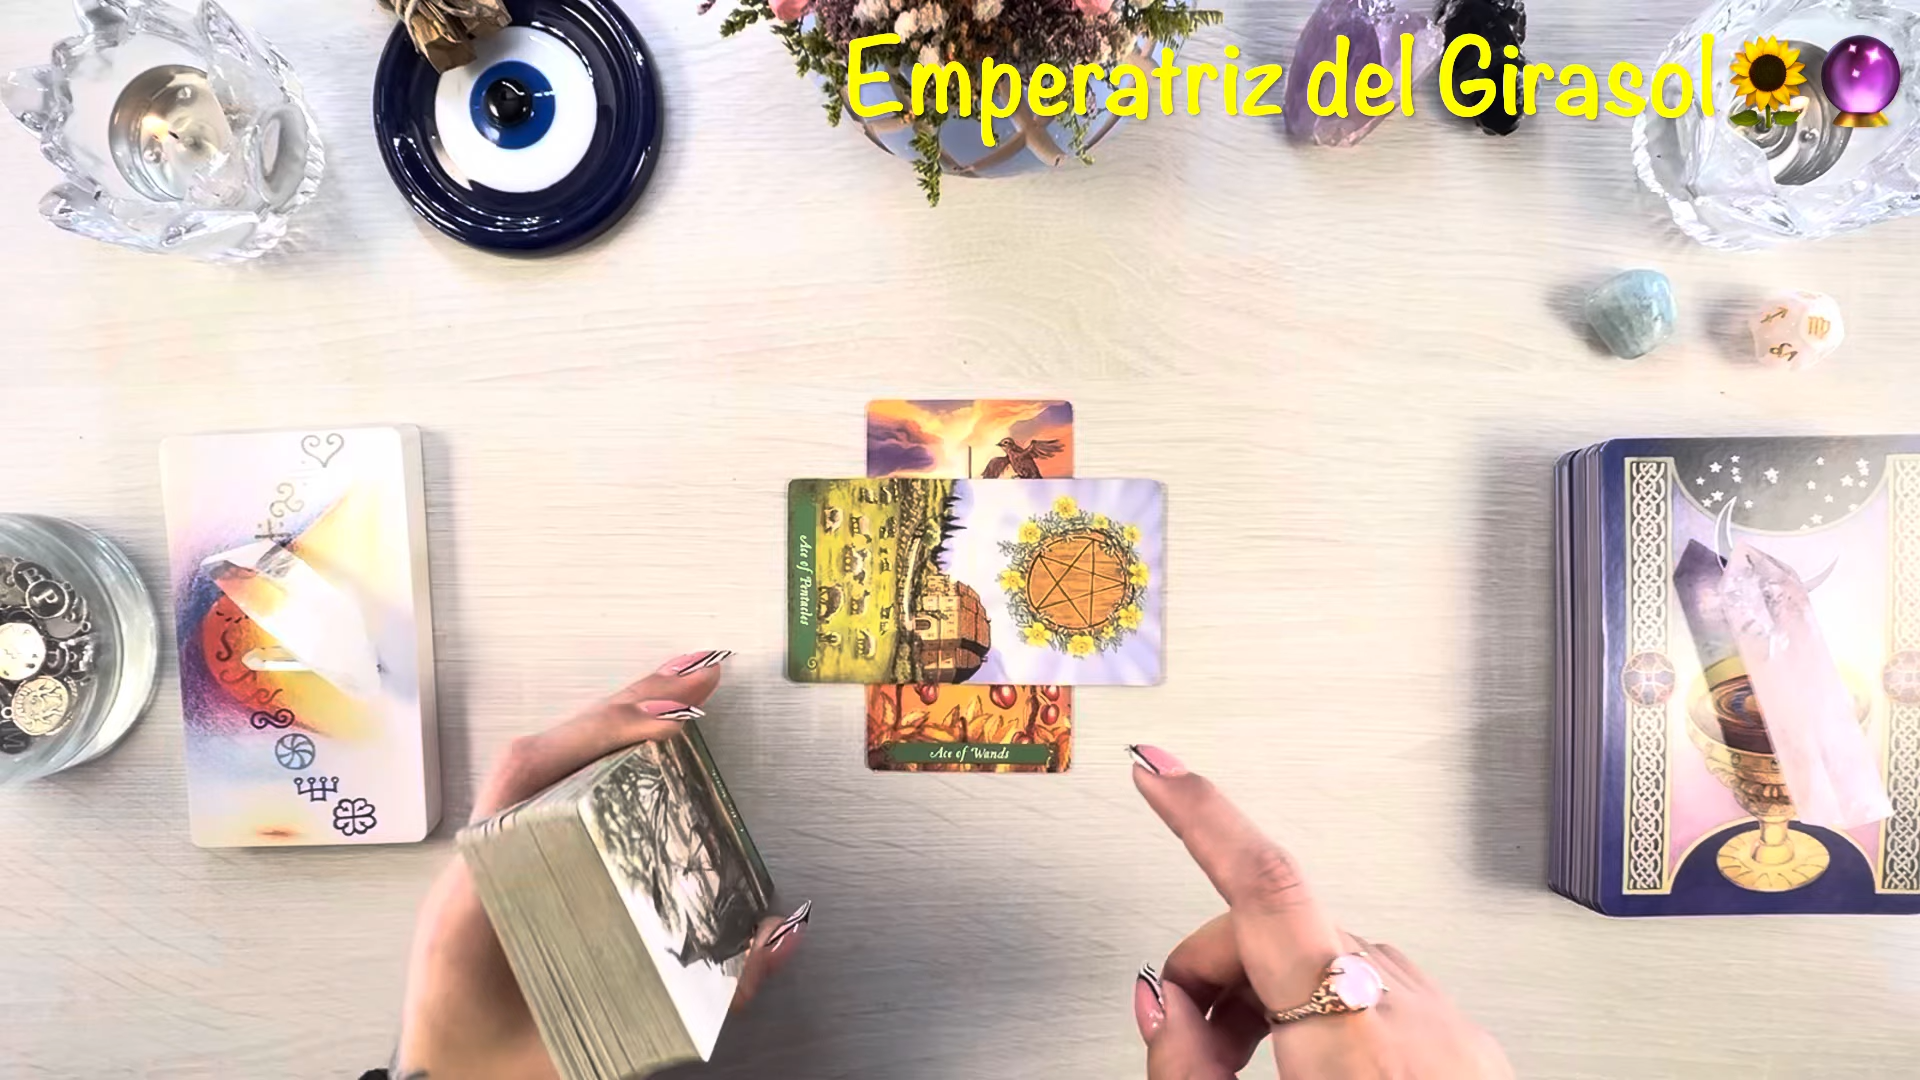 Emperatriz del Girasol🌻🔮
Ace of Pentacles
Ace of Wands